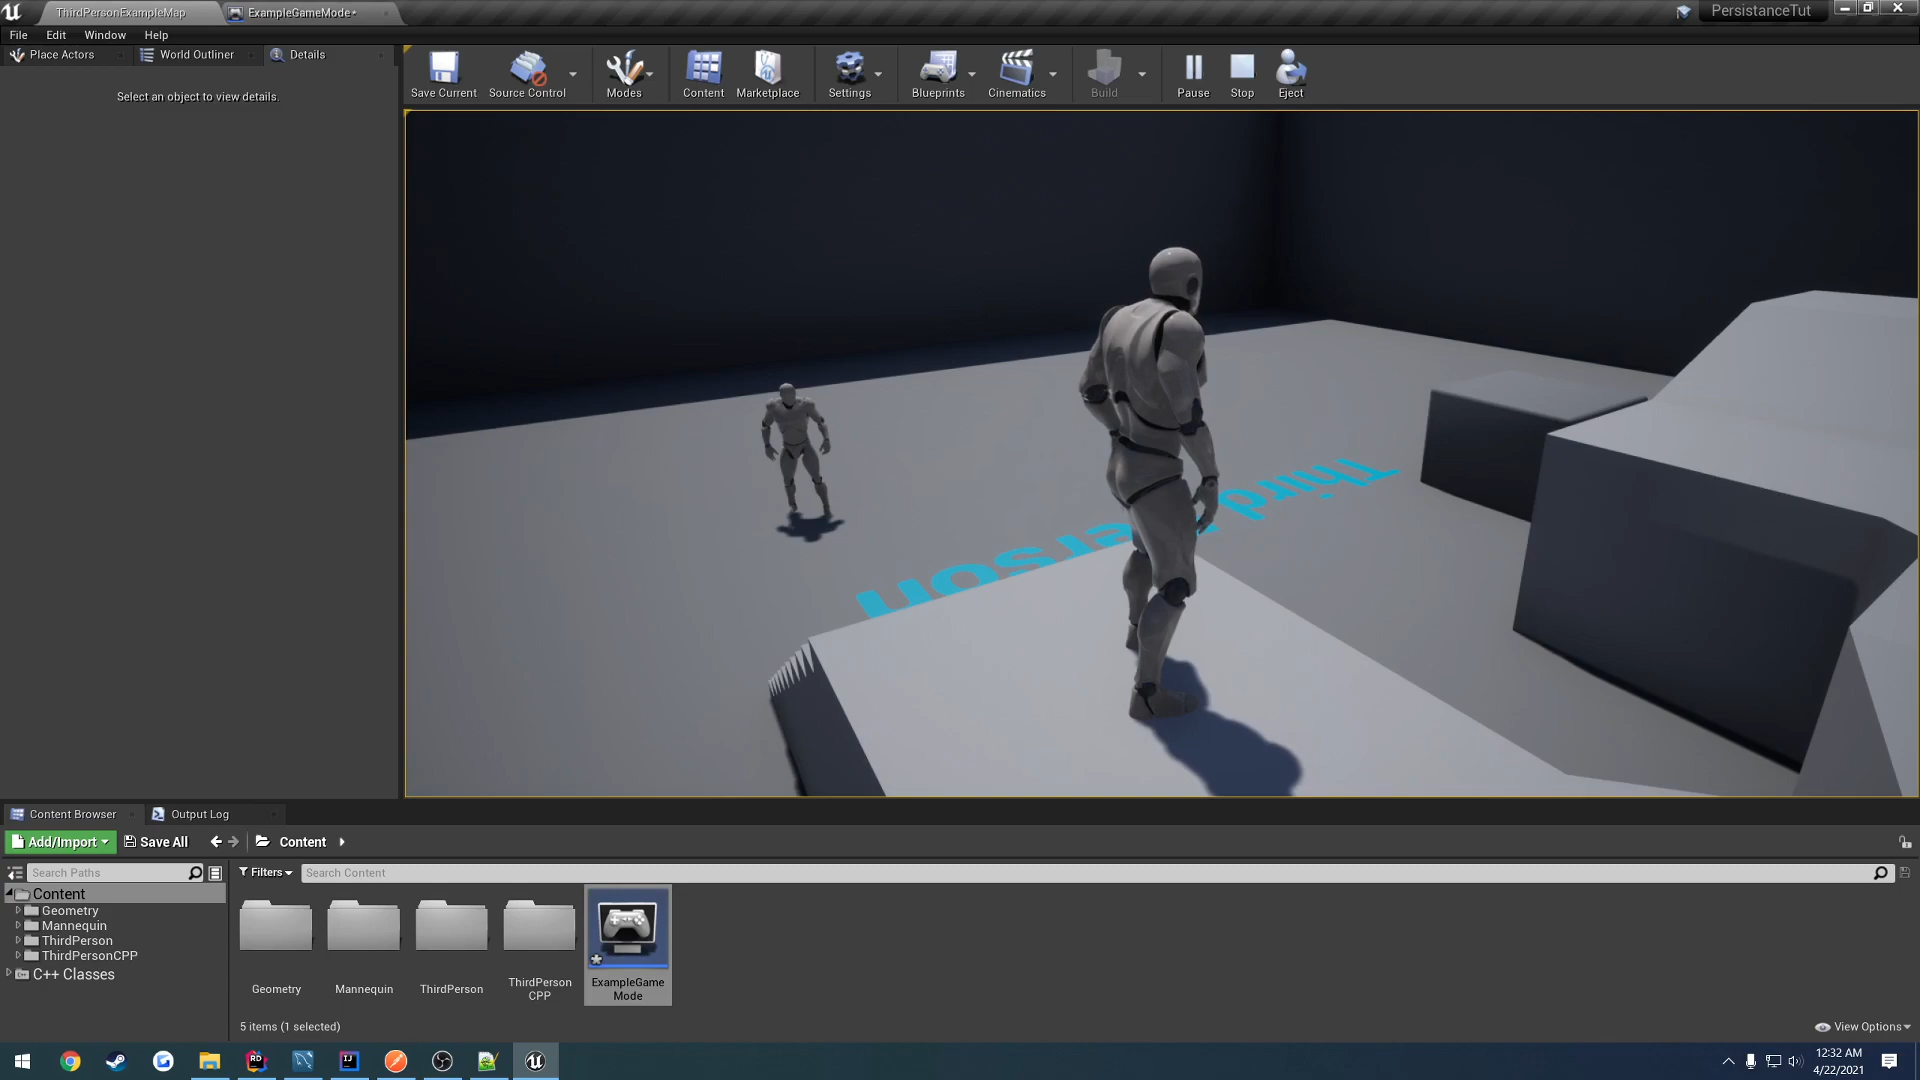 ThirdPersonExampleMap
ExampleGameMode*
PersistanceTut
File Edit Window Help
Place Actors
World Outliner
Details
Select an object to view details.
Save Current
Source Control
Modes
Content
Marketplace
Settings
Blueprints
Cinematics
Build
Pause
Stop
Eject
Third Person
Content Browser
Output Log
Add/Import
Save All
Content
Search Paths
Filters
Search Content
Content
Geometry
Mannequin
ThirdPerson
ThirdPersonCPP
C++ Classes
Geometry
Mannequin
ThirdPerson
ThirdPerson
CPP
ExampleGame
Mode
5 items (1 selected)
View Options
12:32 AM
4/22/2021